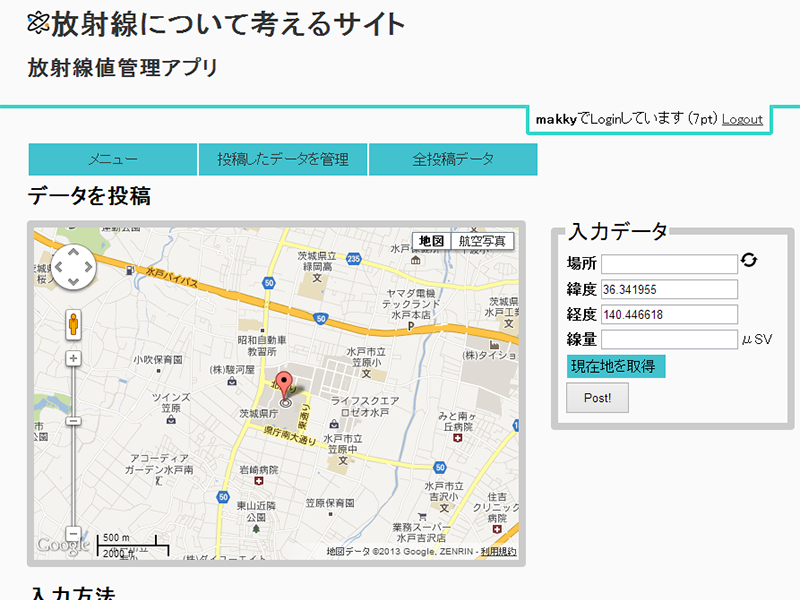 放射線について考えるサイト
放射線値管理アプリ
makkyでLoginしています (7pt) Logout
メニュー
投稿したデータを管理
全投稿データ
データを投稿
地図
航空写真
水戸バイパス
茨城県立
緑岡高
文
235
50
ヤマダ電機
テックランド
水戸本店
P
昭和自動車
教習所
50
小吹保育園
(株)駿河屋
水戸市立
笠原小
文
ツインズ
笠原
茨城県庁
ライフスクエア
ロゼオ水戸
みと南ヶ
丘病院
県庁南大通り
水戸市立
笠原中
文
アコーディア
ガーデン水戸南
岩崎病院
50
50
水戸市立
吉沢小
文
東山近隣
公園
笠原保育園
住吉
クリニック
病院
業務スーパー
水戸吉沢店
Google
500 m
2000 ft
地図データ ©2013 Google, ZENRIN - 利用規約
入力データ
場所
緯度 36.341955
経度 140.446618
線量 μSV
現在地を取得
Post!
入力方法